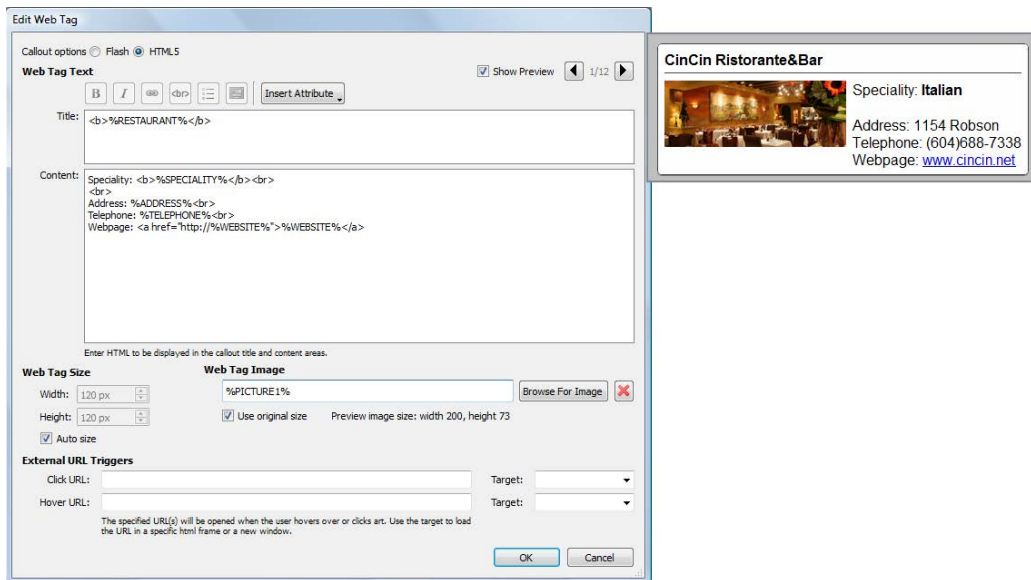 Edit Web Tag
Callout options Flash HTML5
Web Tag Text
Show Preview 1/12
B I <br> Insert Attribute
Title: <b>%RESTAURANT%</b>
Content: Speciality: <b>%SPECIALITY%</b><br>
<br>
Address: %ADDRESS%<br>
Telephone: %TELEPHONE%<br>
Webpage: <a href="http://%WEBSITE%">%WEBSITE%</a>
Enter HTML to be displayed in the callout title and content areas.
Web Tag Size
Width: 120 px
Height: 120 px
Auto size
Web Tag Image
%PICTURE1% Browse For Image
Use original size Preview image size: width 200, height 73
External URL Triggers
Click URL: Target:
Hover URL: Target:
The specified URL(s) will be opened when the user hovers over or clicks art. Use the target to load
the URL in a specific html frame or a new window.
OK Cancel
CinCin Ristorante&Bar
Speciality: Italian
Address: 1154 Robson
Telephone: (604)688-7338
Webpage: www.cincin.net